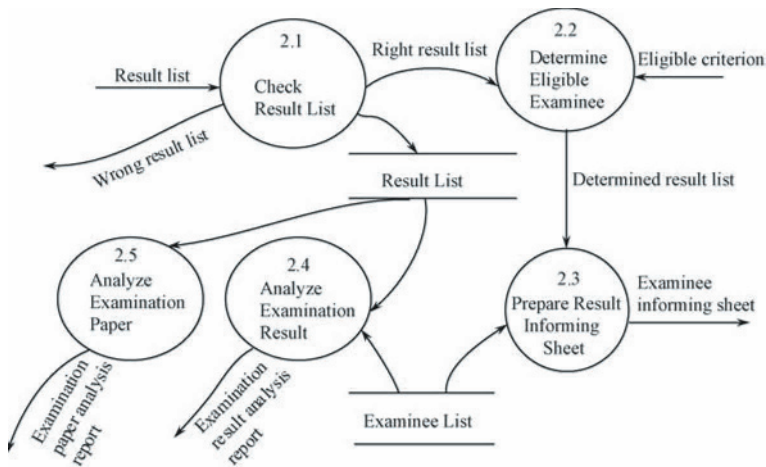 2.1
Check
Result List
Result list
Wrong result list
Right result list
2.2
Determine
Eligible
Examinee
Eligible criterion
Result List
Determined result list
2.5
Analyze
Examination
Paper
2.4
Analyze
Examination
Result
2.3
Prepare Result
Informing
Sheet
Examinee
informing sheet
Examination
paper analysis
report
Examination
result analysis
report
Examinee List